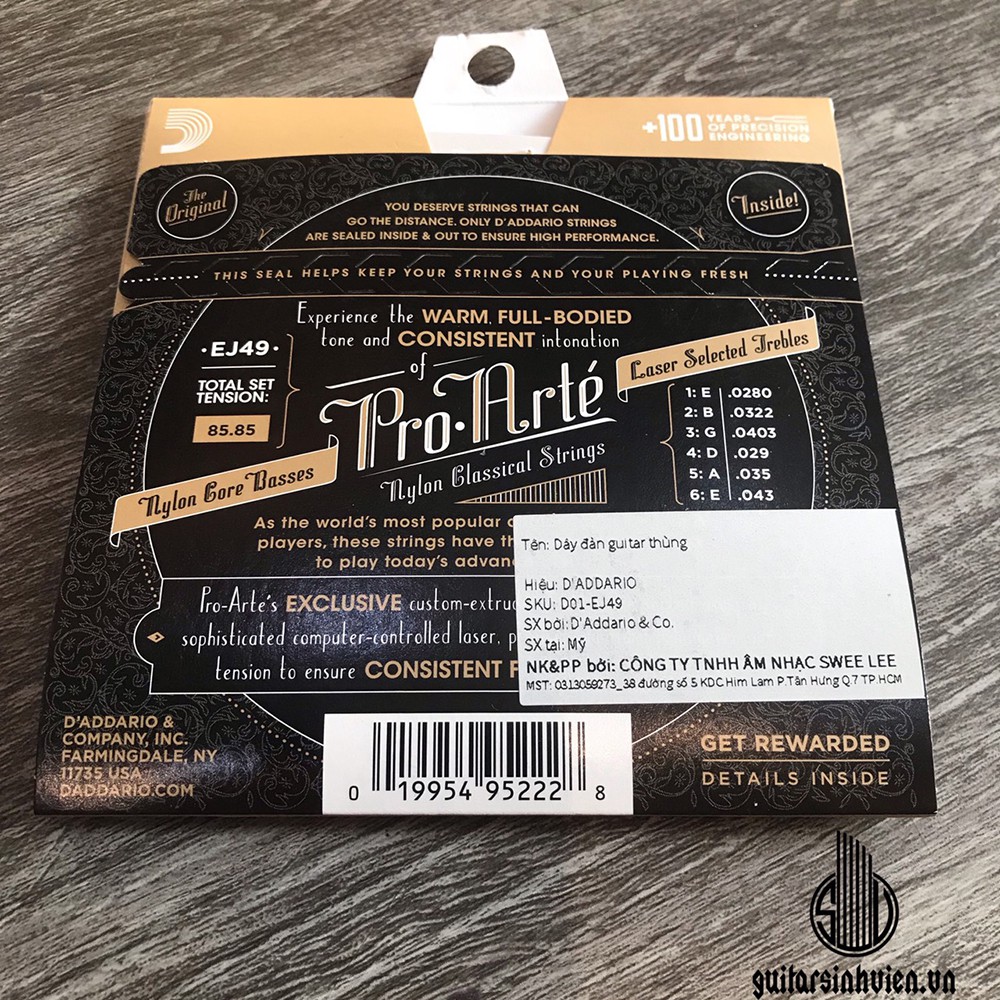 +100 YEARS
OF PRECISION
ENGINEERING
The
Original
Inside!
YOU DESERVE STRINGS THAT CAN
GO THE DISTANCE. ONLY D'ADDARIO STRINGS
ARE SEALED INSIDE & OUT TO ENSURE HIGH PERFORMANCE.
THIS SEAL HELPS KEEP YOUR STRINGS AND YOUR PLAYING FRESH
Experience the WARM, FULL-BODIED
tone and CONSISTENT intonation
of
Pro·Arté
Nylon Classical Strings
·EJ49·
TOTAL SET
TENSION:
85.85
Nylon Core Basses
Laser Selected Trebles
1: E .0280
2: B .0322
3: G .0403
4: D .029
5: A .035
6: E .043
As the world's most popular
players, these strings have
to play today's
Pro-Arté's EXCLUSIVE
sophisticated computer-controlled laser,
tension to ensure CONSISTENT
Tên: Dây đàn guitar thùng
Hiệu: D'ADDARIO
SKU: D01-EJ49
SX bởi: D'Addario & Co.
SX tại: Mỹ
NK&PP bởi: CÔNG TY TNHH ÂM NHẠC SWEE LEE
MST: 0313059273_38 đường số 5 KDC Him Lam P.Tân Hưng Q.7 TP.HCM
D'ADDARIO &
COMPANY, INC.
FARMINGDALE, NY
11735 USA
DADDARIO.COM
0 19954 95222 8
GET REWARDED
DETAILS INSIDE
SV
guitarsinhvien.vn